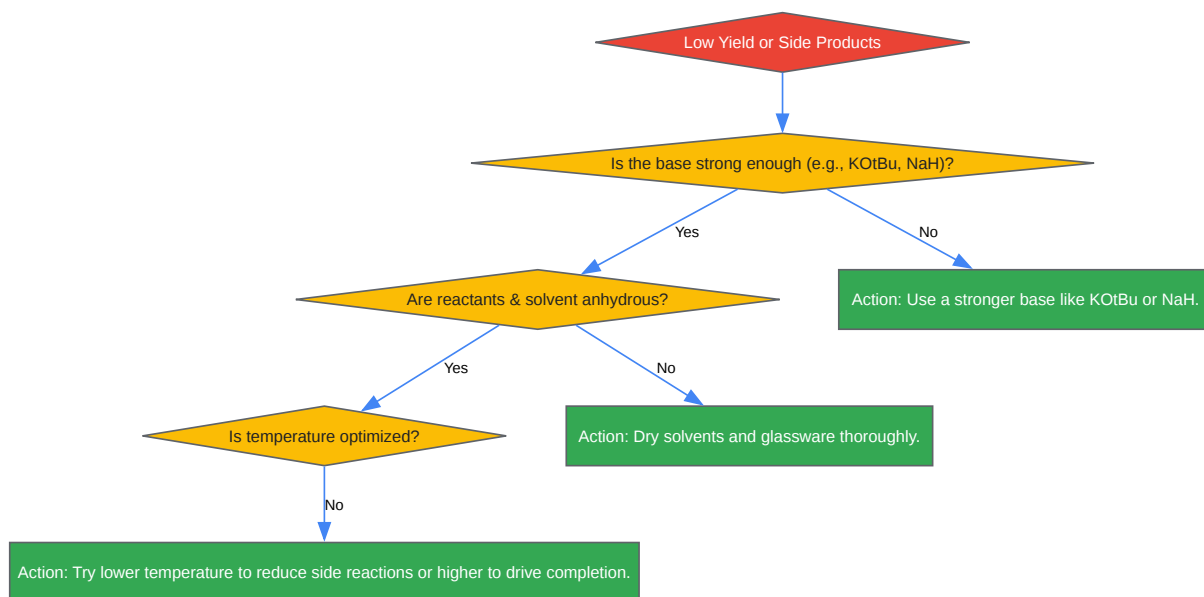 Low Yield or Side Products
Is the base strong enough (e.g., KOtBu, NaH)?
Yes
No
Are reactants & solvent anhydrous?
Action: Use a stronger base like KOtBu or NaH.
Yes
No
Is temperature optimized?
Action: Dry solvents and glassware thoroughly.
No
Action: Try lower temperature to reduce side reactions or higher to drive completion.